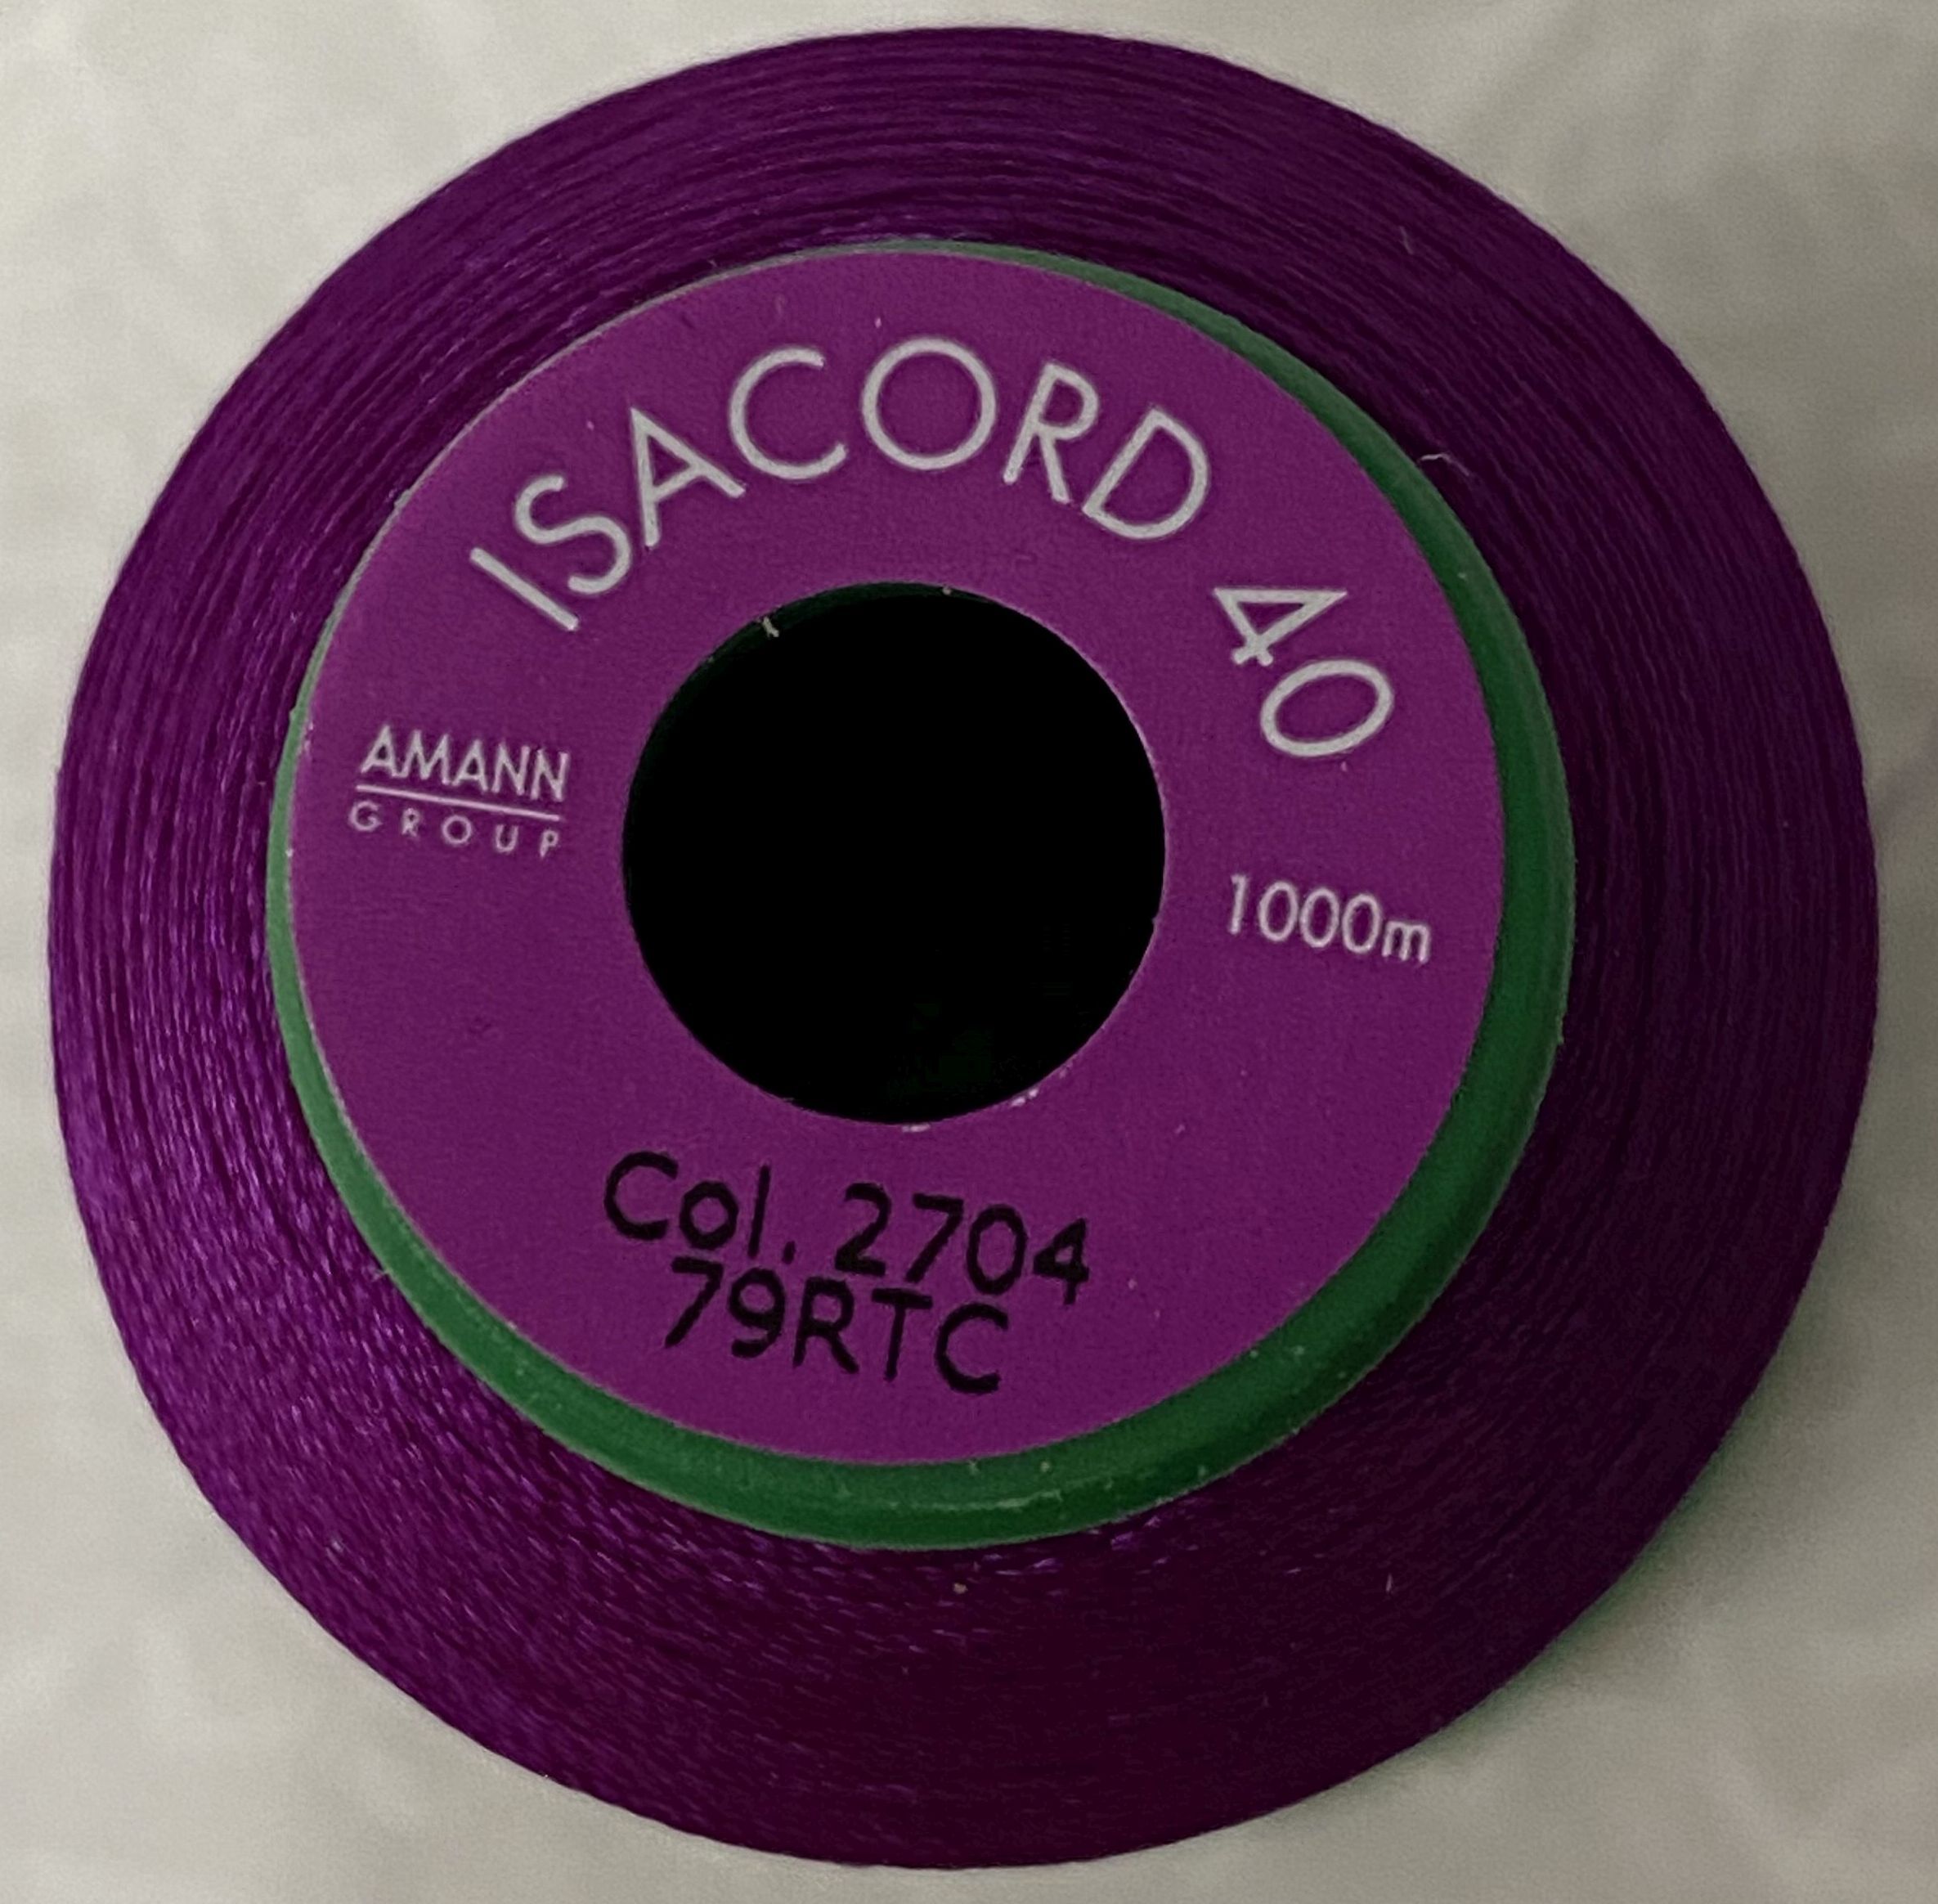 ISACORD 40
AMANN
GROUP
1000m
Col. 2704
79RTC